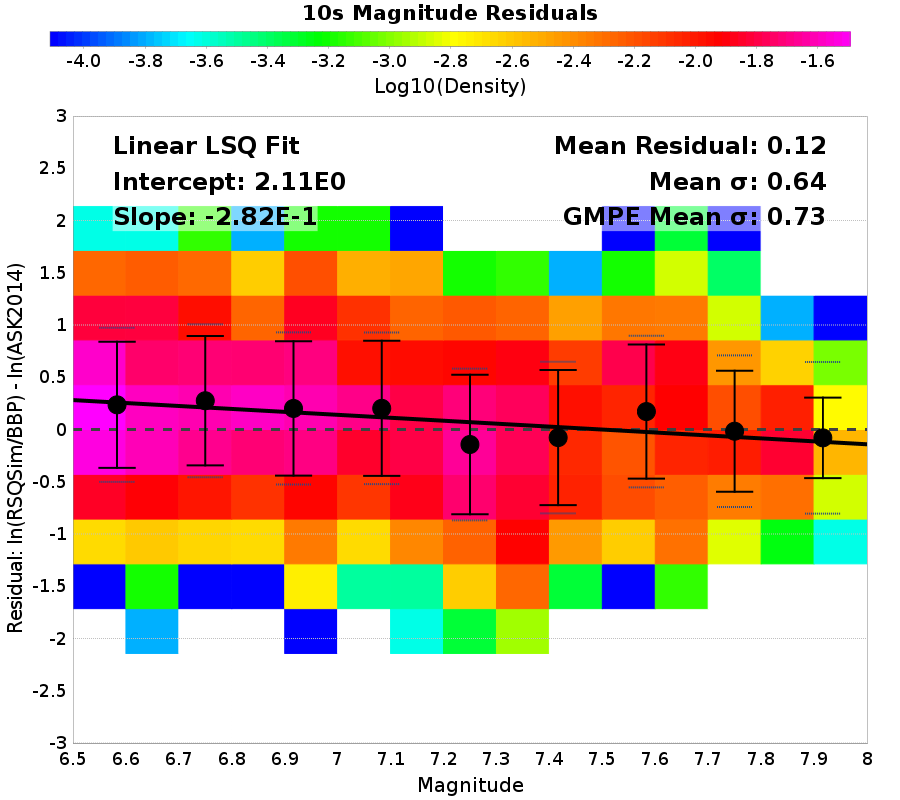 10s Magnitude Residuals
-4.0 -3.8 -3.6 -3.4 -3.2 -3.0 -2.8 -2.6 -2.4 -2.2 -2.0 -1.8 -1.6
Log10(Density)
Linear LSQ Fit
Intercept: 2.11E0
Slope: -2.82E-1
Mean Residual: 0.12
Mean σ: 0.64
GMPE Mean σ: 0.73
Residual: ln(RSQSim/BBP) - ln(ASK2014)
3
2.5
2
1.5
1
0.5
0
-0.5
-1
-1.5
-2
-2.5
-3
6.5 6.6 6.7 6.8 6.9 7 7.1 7.2 7.3 7.4 7.5 7.6 7.7 7.8 7.9 8
Magnitude